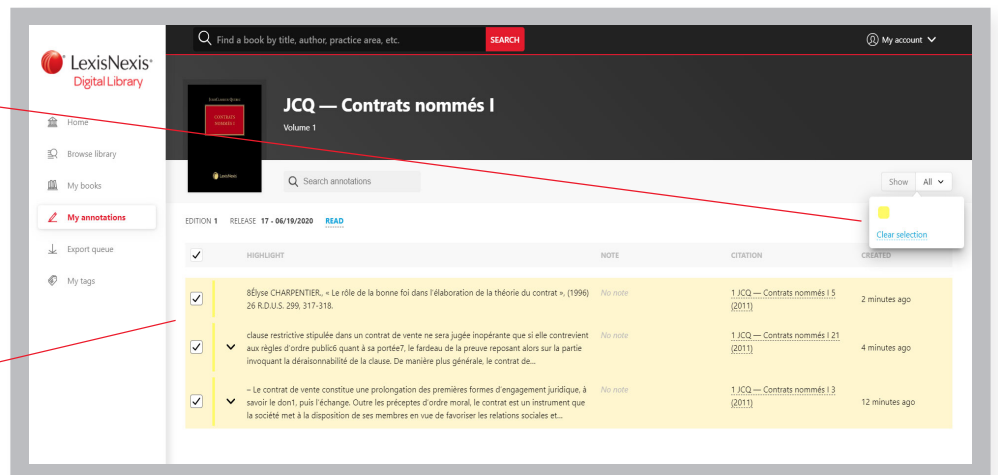 Find a book by title, author, practice area, etc.
SEARCH
My account
LexisNexis®
Digital Library
Home
Browse library
My books
My annotations
Export queue
My tags
CONTRATS
NOMMÉS I
LexisNexis
JCQ — Contrats nommés I
Volume 1
Search annotations
Show All
Clear selection
EDITION 1 RELEASE 17 - 06/19/2020 READ
HIGHLIGHT NOTE CITATION CREATED
8Élyse CHARPENTIER,, « Le rôle de la bonne foi dans l'élaboration de la théorie du contrat », (1996)
26 R.D.U.S. 299, 317-318.
No note
1 JCQ — Contrats nommés I 5
(2011)
2 minutes ago
clause restrictive stipulée dans un contrat de vente ne sera jugée inopérante que si elle contrevient
aux règles d'ordre public6 quant à sa portée7, le fardeau de la preuve reposant alors sur la partie
invoquant la déraisonnabilité de la clause. De manière plus générale, le contrat de...
No note
1 JCQ — Contrats nommés I 21
(2011)
4 minutes ago
– Le contrat de vente constitue une prolongation des premières formes d'engagement juridique, à
savoir le don1, puis l'échange. Outre les préceptes d'ordre moral, le contrat est un instrument que
la société met à la disposition de ses membres en vue de favoriser les relations sociales et...
No note
1 JCQ — Contrats nommés I 3
(2011)
12 minutes ago